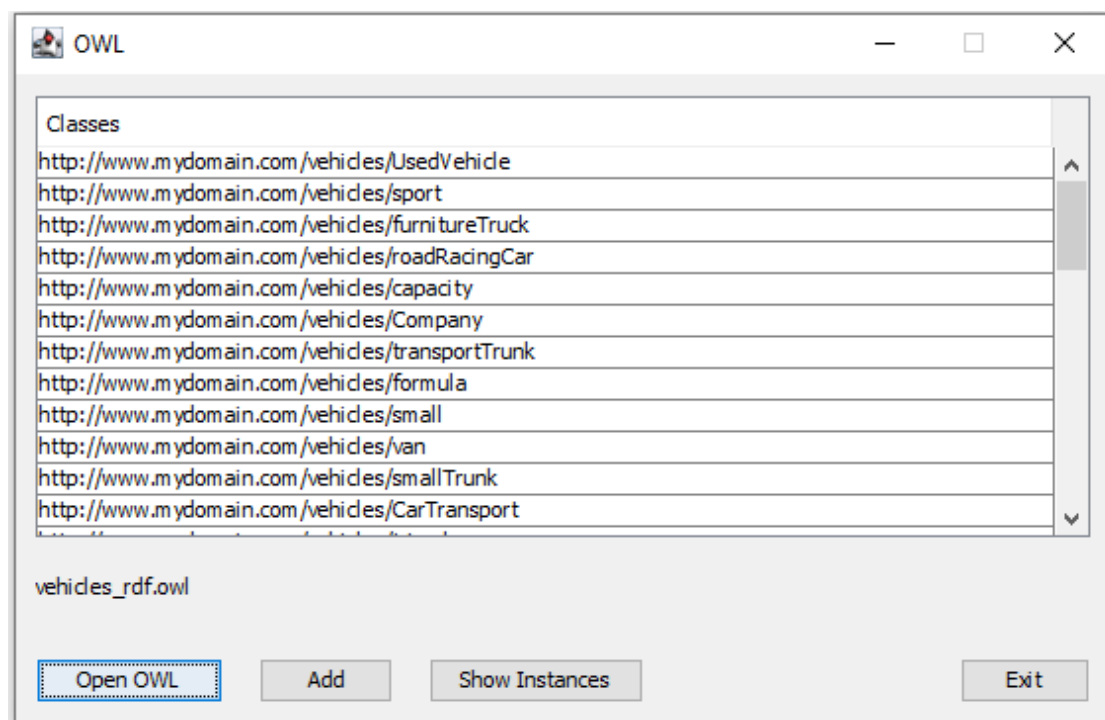 OWL
Classes
http://www.mydomain.com/vehicles/UsedVehicle
http://www.mydomain.com/vehicles/sport
http://www.mydomain.com/vehicles/furnitureTruck
http://www.mydomain.com/vehicles/roadRacingCar
http://www.mydomain.com/vehicles/capacity
http://www.mydomain.com/vehicles/Company
http://www.mydomain.com/vehicles/transportTrunk
http://www.mydomain.com/vehicles/formula
http://www.mydomain.com/vehicles/small
http://www.mydomain.com/vehicles/van
http://www.mydomain.com/vehicles/smallTrunk
http://www.mydomain.com/vehicles/CarTransport
vehicles_rdf.owl
Open OWL Add Show Instances Exit